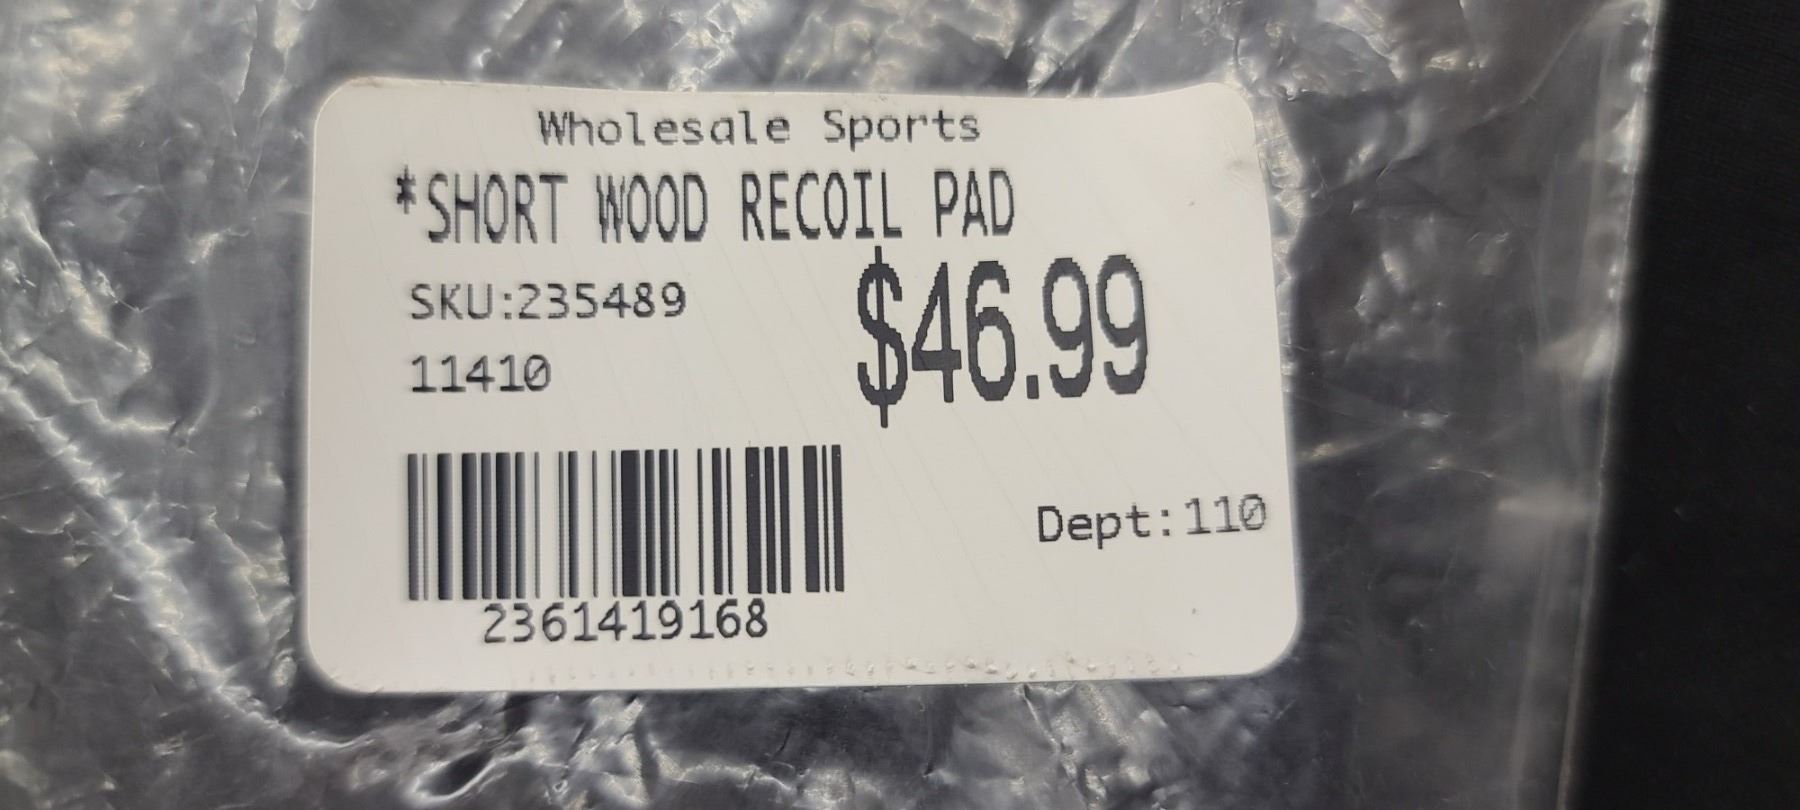 Wholesale Sports
*SHORT WOOD RECOIL PAD
SKU:235489
$46.99
11410
Dept:110
2361419168